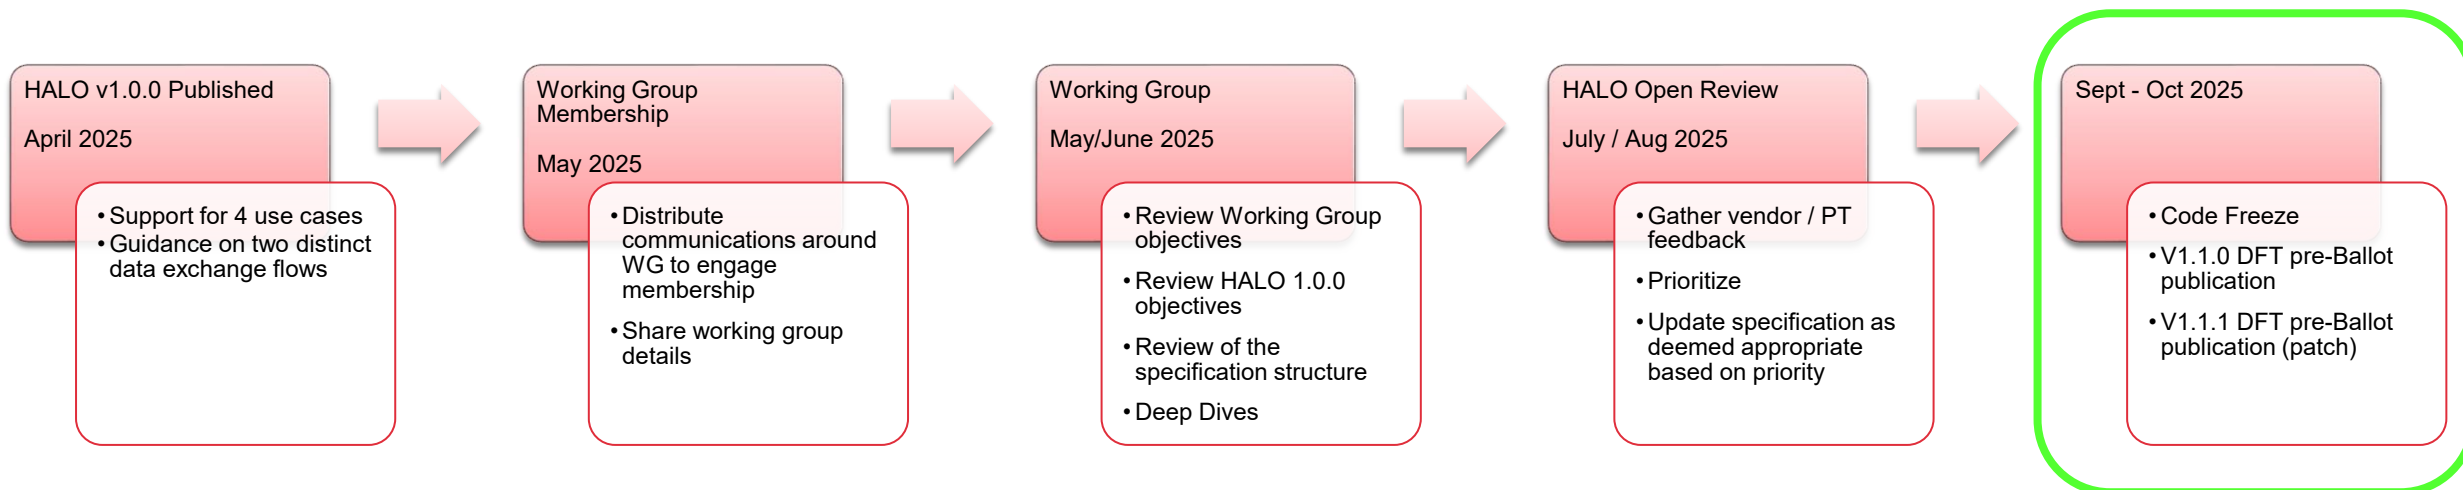 HALO v1.0.0 Published
April 2025
• Support for 4 use cases
• Guidance on two distinct
data exchange flows
Working Group
Membership
May 2025
• Distribute
communications around
WG to engage
membership
• Share working group
details
Working Group
May/June 2025
• Review Working Group
objectives
• Review HALO 1.0.0
objectives
• Review of the
specification structure
• Deep Dives
HALO Open Review
July / Aug 2025
• Gather vendor / PT
feedback
• Prioritize
• Update specification as
deemed appropriate
based on priority
Sept - Oct 2025
• Code Freeze
• V1.1.0 DFT pre-Ballot
publication
• V1.1.1 DFT pre-Ballot
publication (patch)